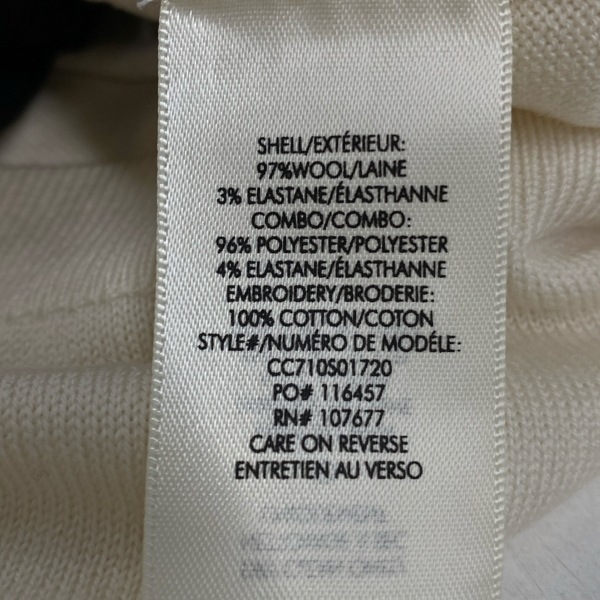 SHELL/EXTÉRIEUR:
97%WOOL/LAINE
3% ELASTANE/ÉLASTHANNE
COMBO/COMBO:
96% POLYESTER/POLYESTER
4% ELASTANE/ÉLASTHANNE
EMBROIDERY/BRODERIE:
100% COTTON/COTON
STYLE#/NUMÉRO DE MODÉLE:
CC710S01720
PO# 116457
RN# 107677
CARE ON REVERSE
ENTRETIEN AU VERSO